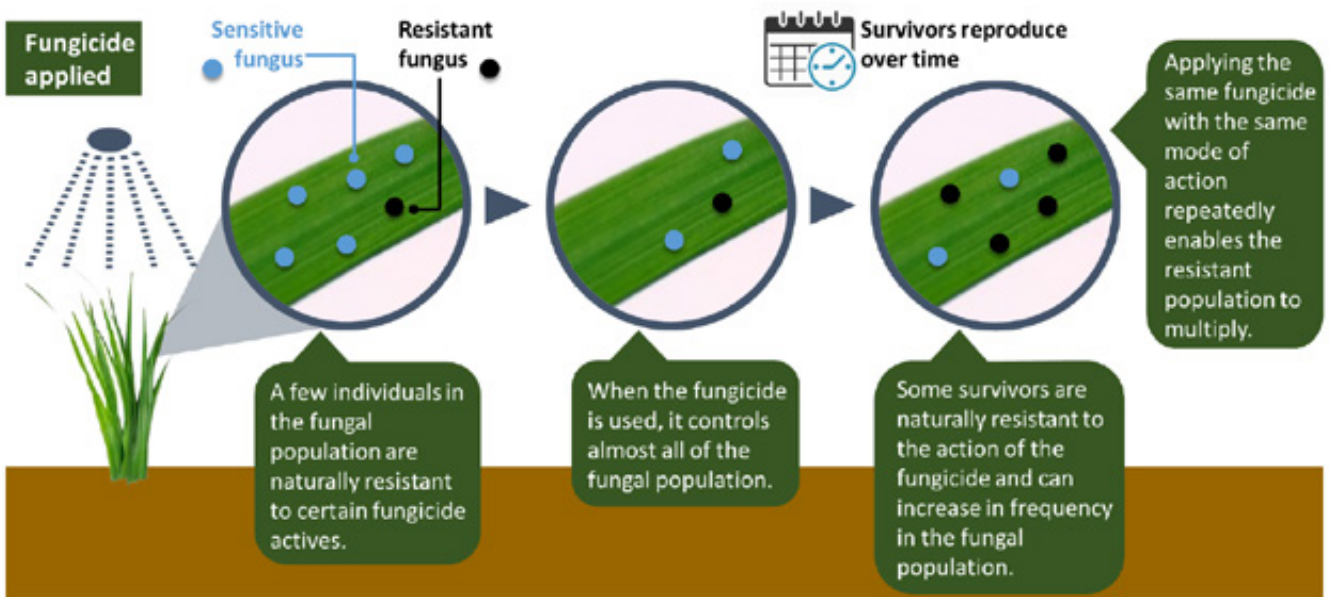 Fungicide
applied
Sensitive
fungus
Resistant
fungus
Survivors reproduce
over time
Applying the
same fungicide
with the same
mode of
action
repeatedly
enables the
resistant
population to
multiply.
A few individuals in
the fungal
population are
naturally resistant
to certain fungicide
actives.
When the fungicide
is used, it controls
almost all of the
fungal population.
Some survivors are
naturally resistant to
the action of the
fungicide and can
increase in frequency
in the fungal
population.